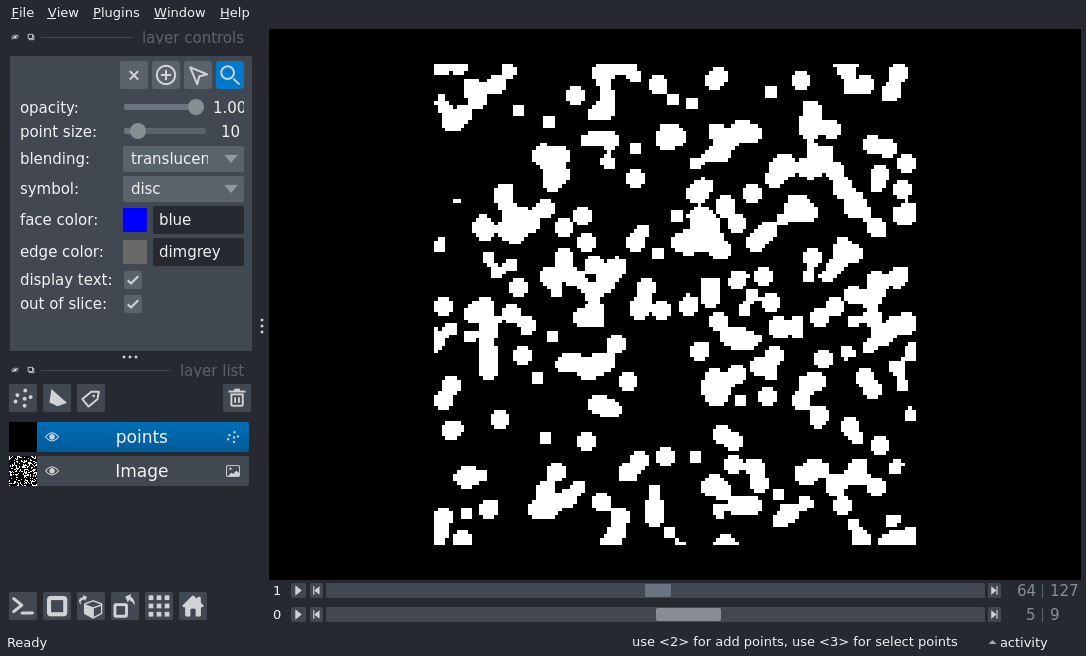 File View Plugins Window Help
layer controls
opacity: 1.00
point size: 10
blending: translucen
symbol: disc
face color: blue
edge color: dimgrey
display text:
out of slice:
layer list
points
Image
1 64 | 127
0 5 | 9
Ready use <2> for add points, use <3> for select points activity